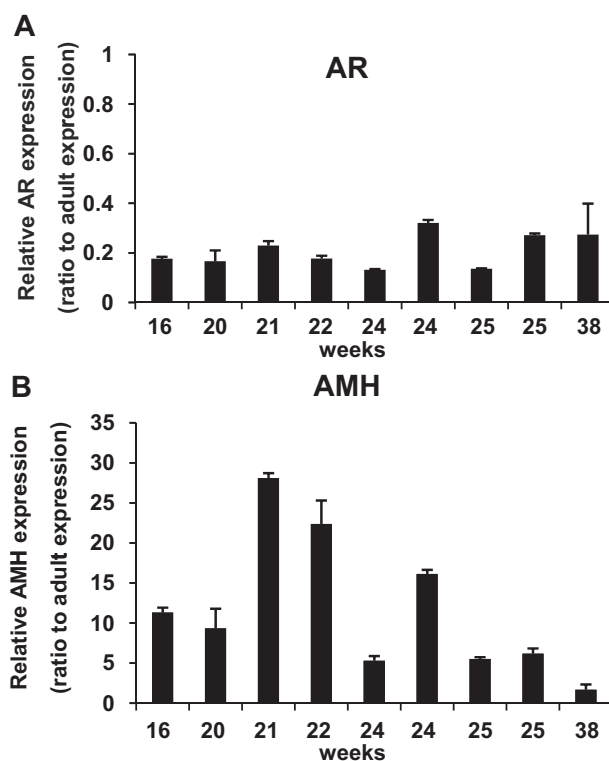 A
AR
Relative AR expression
(ratio to adult expression)
1
0.8
0.6
0.4
0.2
0
16 20 21 22 24 24 25 25 38
weeks
B
AMH
Relative AMH expression
(ratio to adult expression)
35
30
25
20
15
10
5
0
16 20 21 22 24 24 25 25 38
weeks